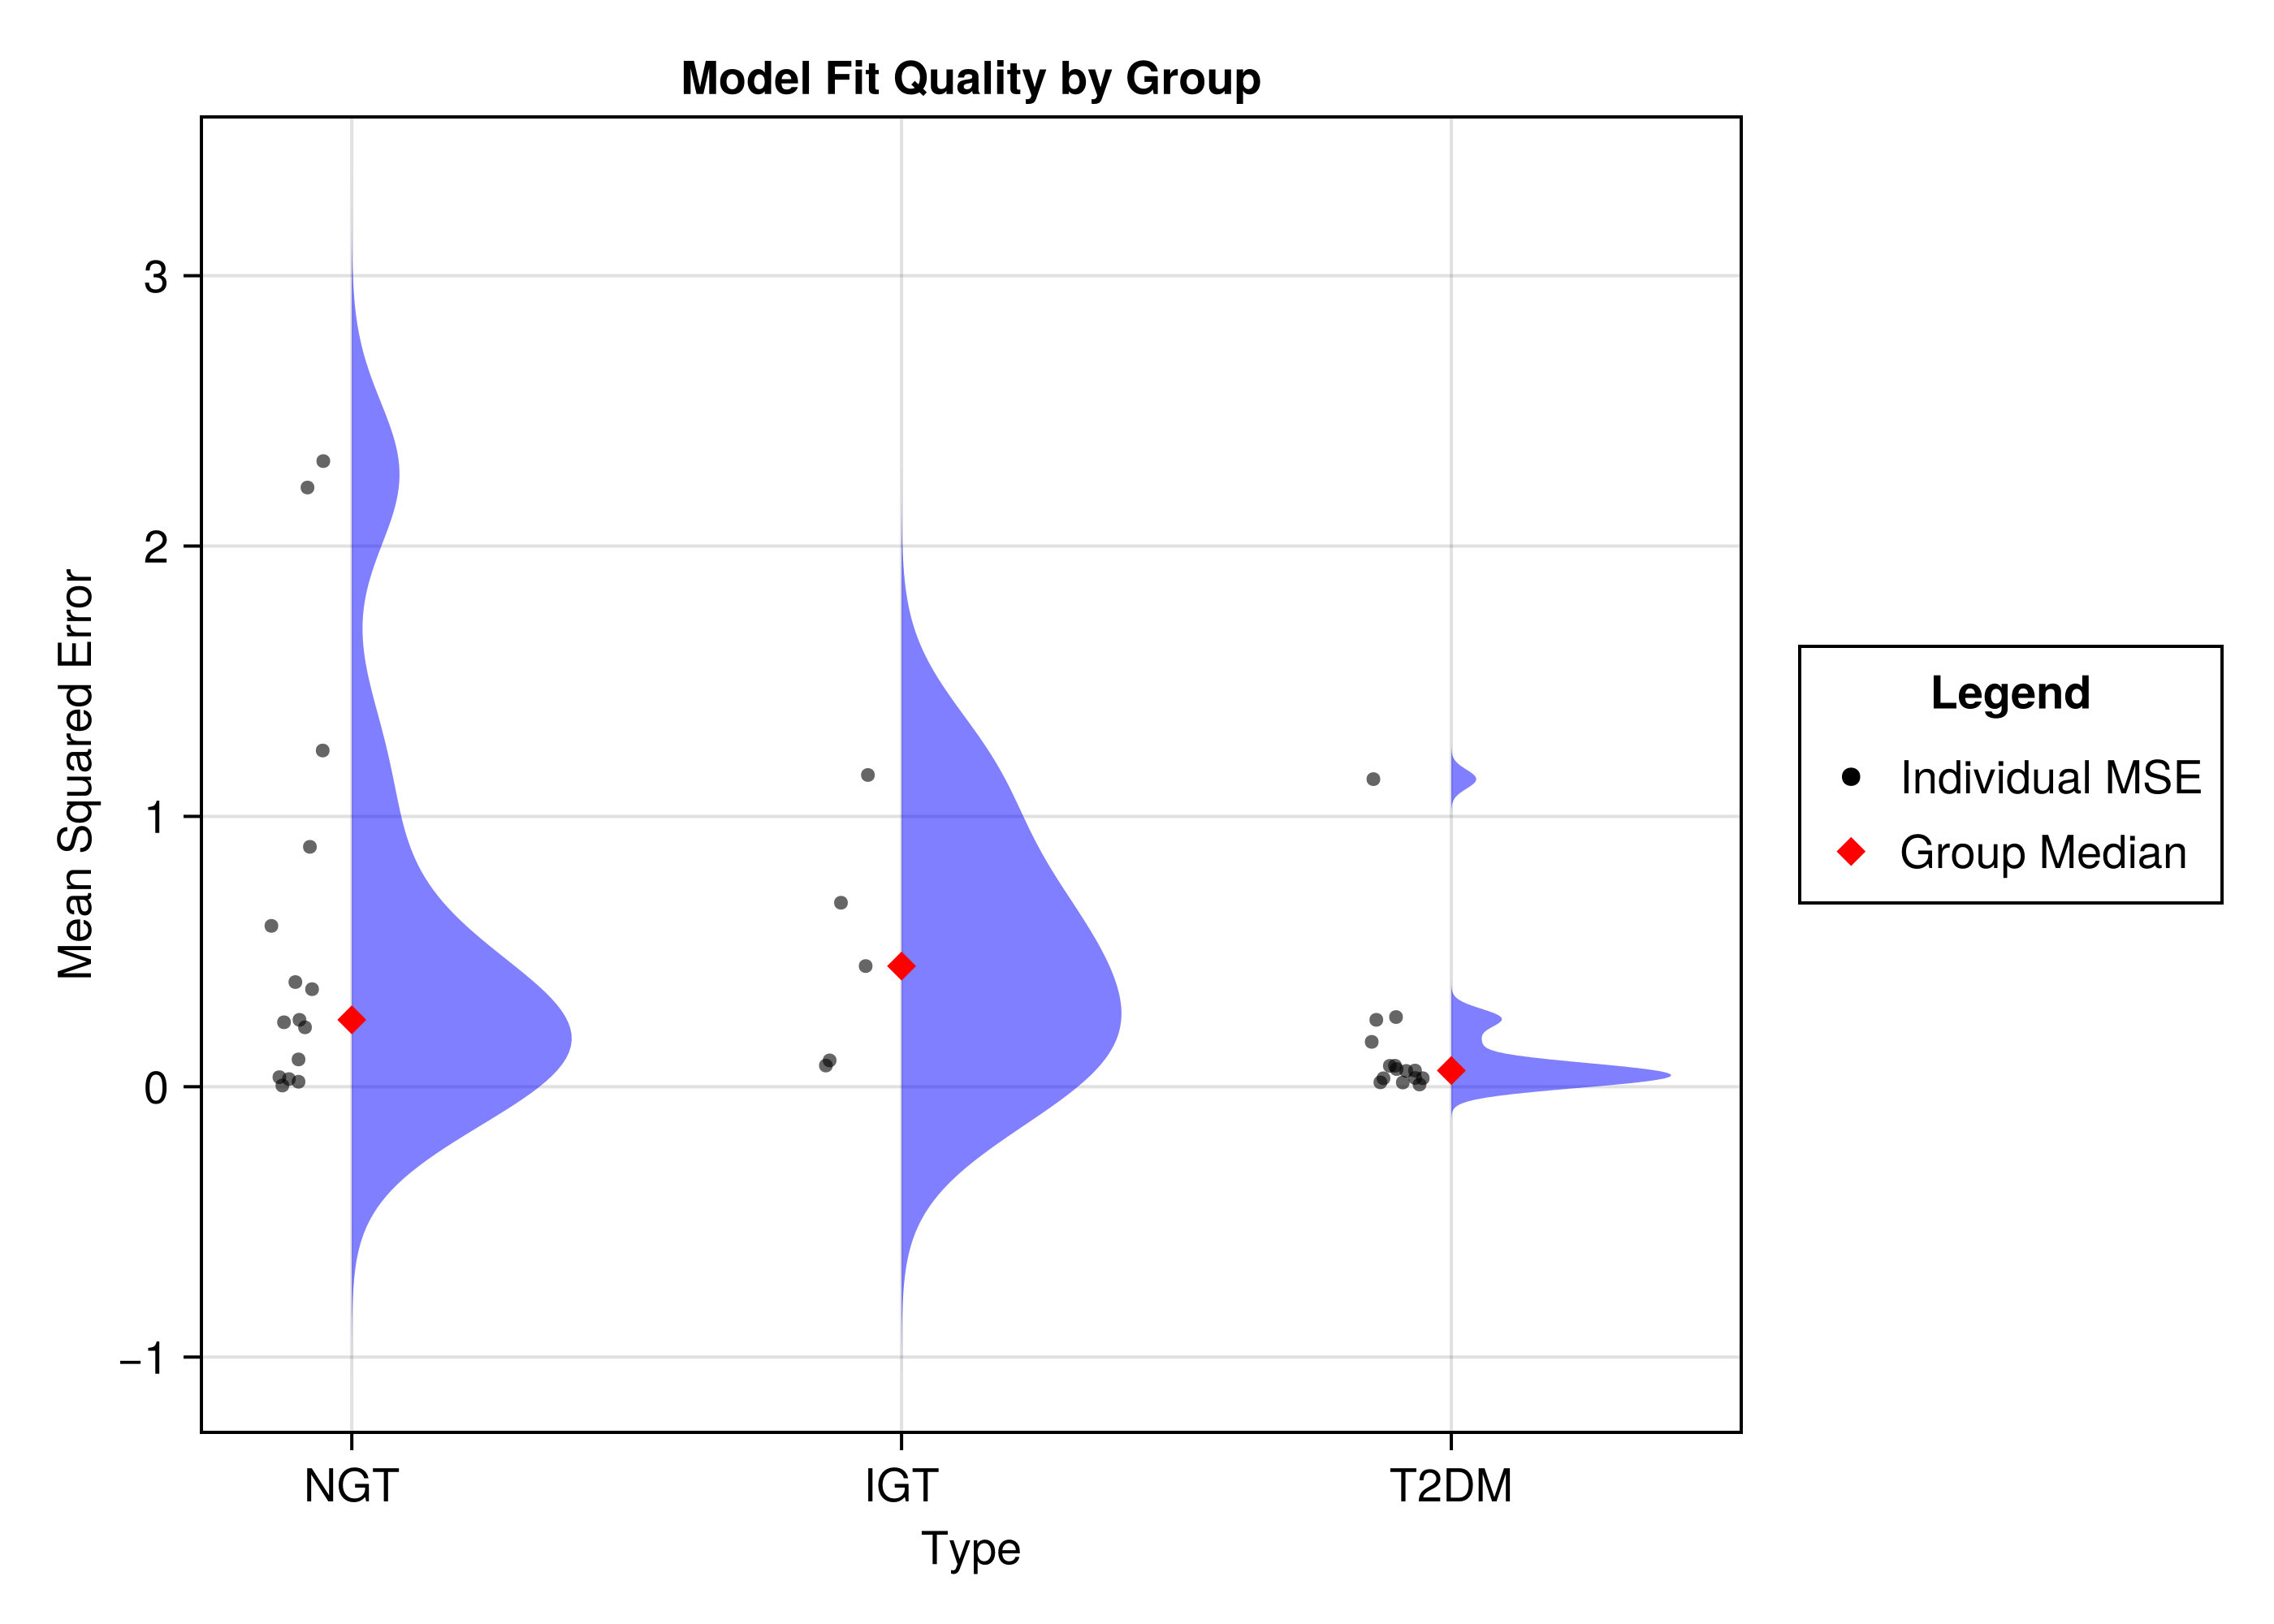 Model Fit Quality by Group
Mean Squared Error
3
2
1
0
−1
NGT
IGT
T2DM
Type
Legend
Individual MSE
Group Median